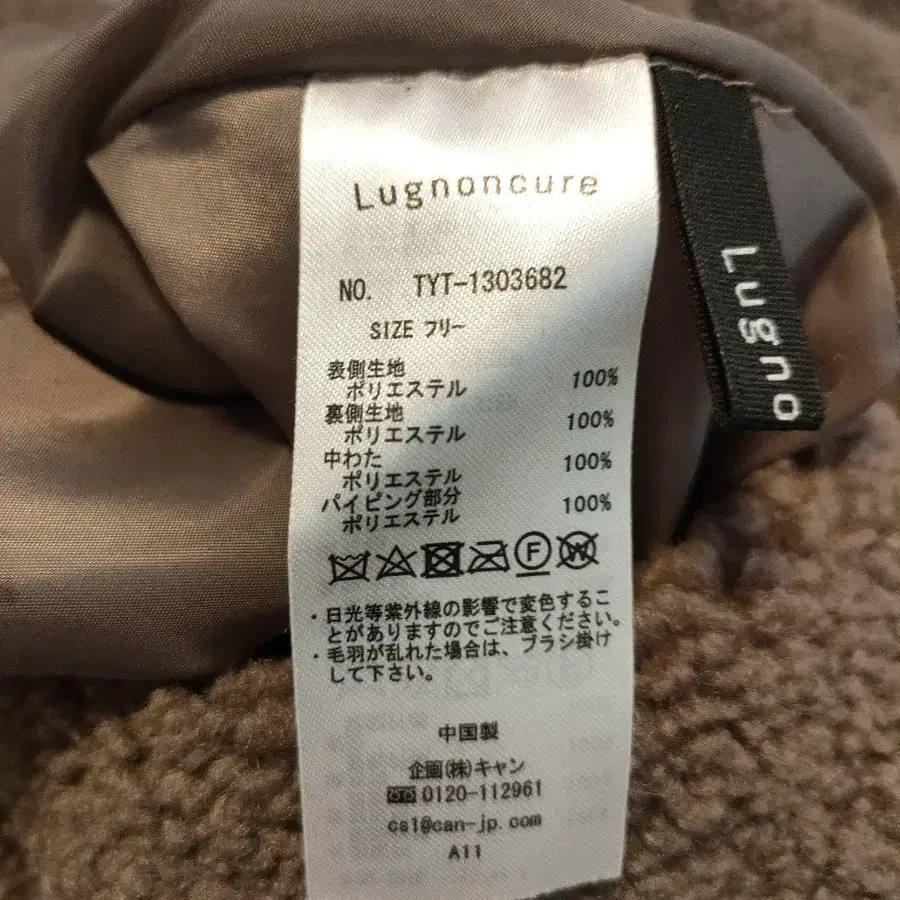 Lugnoncure
NO. TYT-1303682
SIZE フリー
表側生地
ポリエステル 100%
裏側生地
ポリエステル 100%
中わた
ポリエステル 100%
パイピング部分
ポリエステル 100%
F
W
・日光等紫外線の影響で変色するこ
とがありますのでご注意ください。
・毛羽が乱れた場合は、ブラシ掛け
して下さい。
中国製
企画(株)キャン
0120-112961
cs1@can-jp.com
A11
Lugno